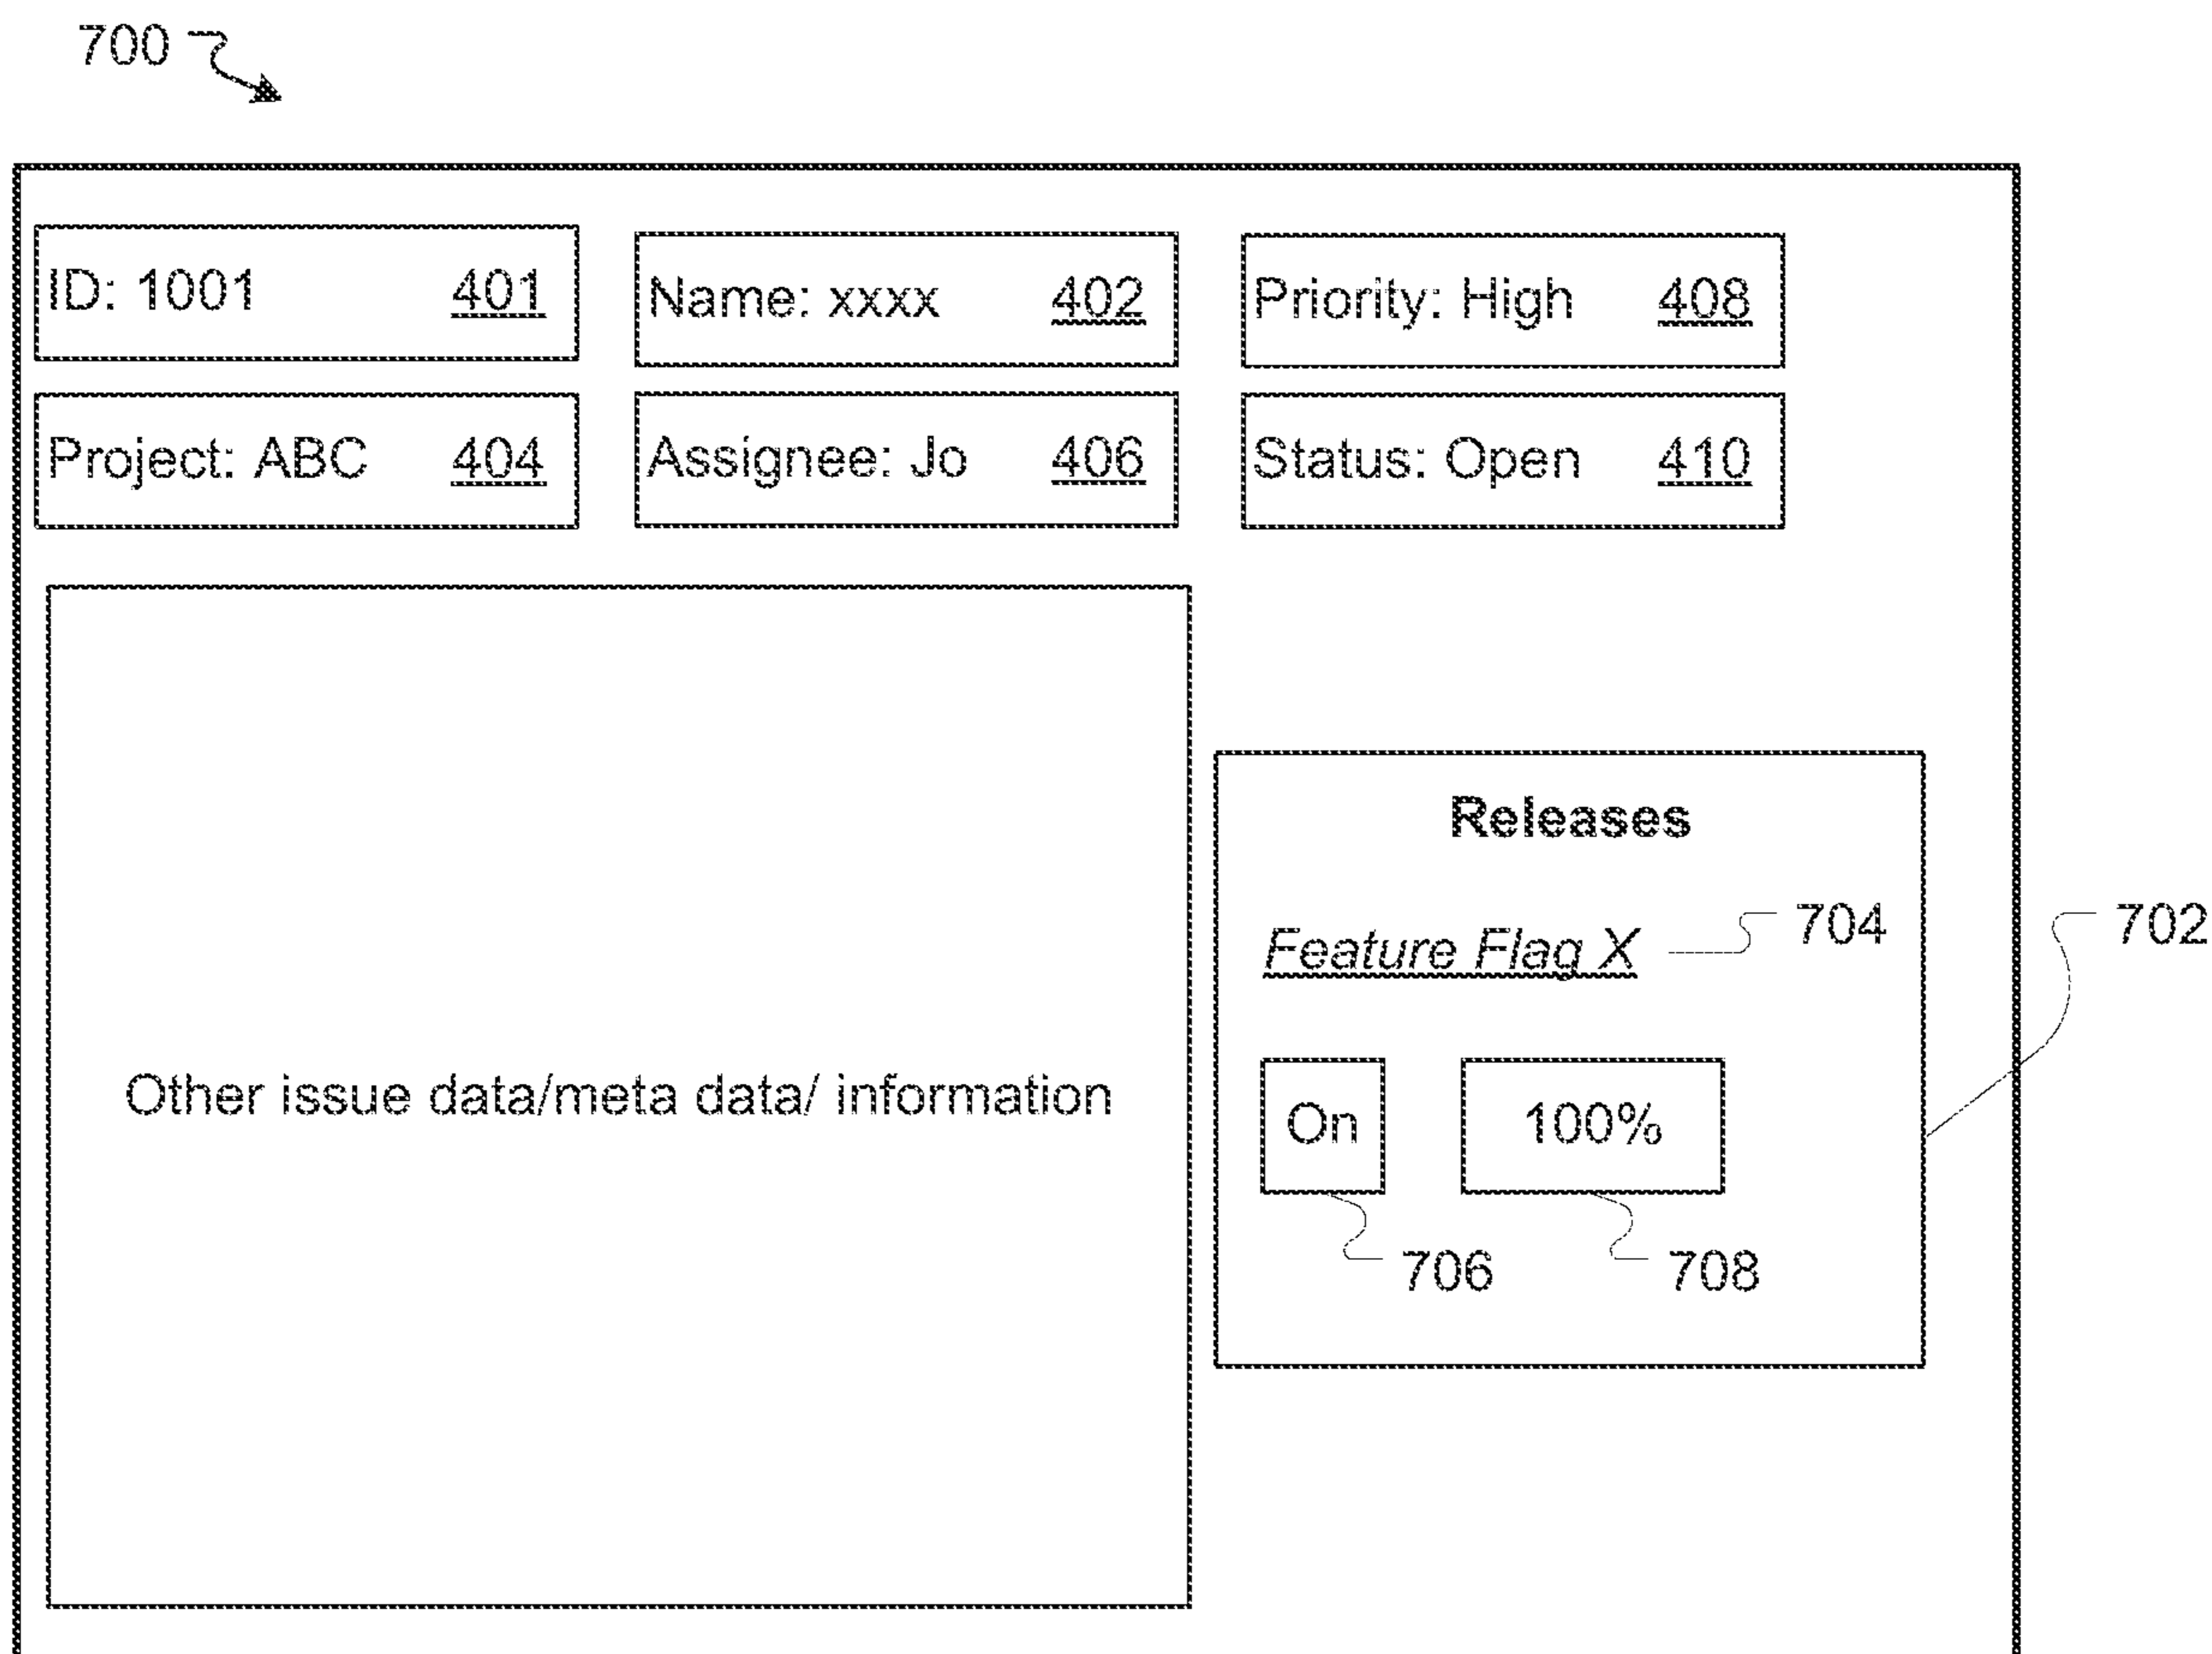 700
ID: 1001 401
Name: xxxx 402
Priority: High 408
Project: ABC 404
Assignee: Jo 406
Status: Open 410
Other issue data/meta data/ information
Releases
Feature Flag X 704
702
On
100%
706
708